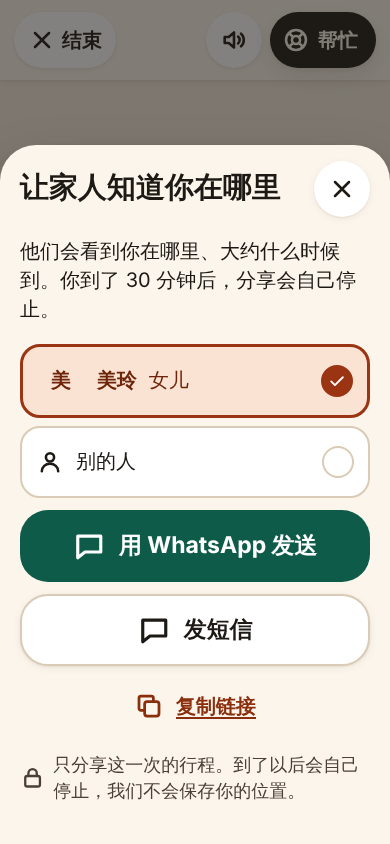 结束
帮忙
让家人知道你在哪里
他们会看到你在哪里、大约什么时候
到。你到了 30 分钟后，分享会自己停
止。
美 美玲 女儿
别的人
用 WhatsApp 发送
发短信
复制链接
只分享这一次的行程。到了以后会自己
停止，我们不会保存你的位置。